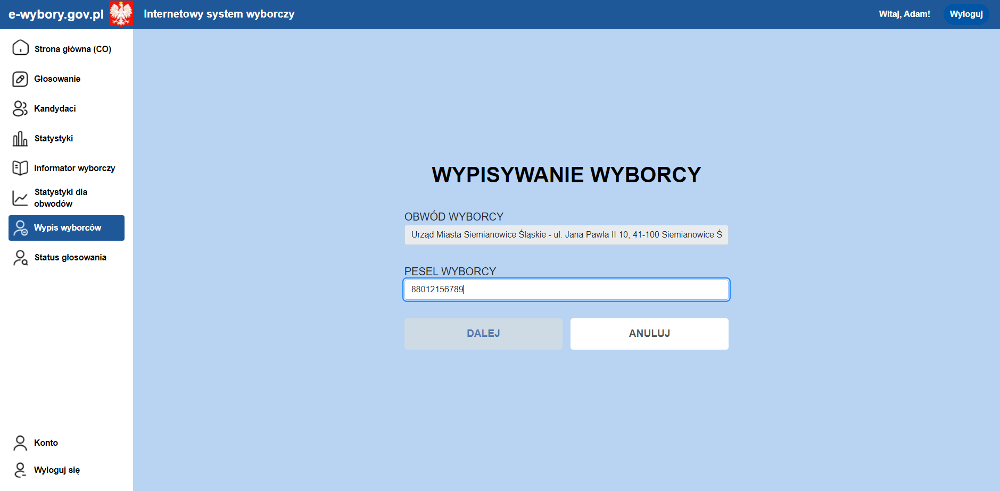 e-wybory.gov.pl
Internetowy system wyborczy
Witaj, Adam!
Wyloguj
Strona główna (CO)
Głosowanie
Kandydaci
Statystyki
Informator wyborczy
Statystyki dla
obwodów
Wypis wyborców
Status głosowania
Konto
Wyloguj się
WYPISYWANIE WYBORCY
OBWÓD WYBORCY
Urząd Miasta Siemianowice Śląskie - ul. Jana Pawła II 10, 41-100 Siemianowice Ś
PESEL WYBORCY
88012156789
DALEJ
ANULUJ